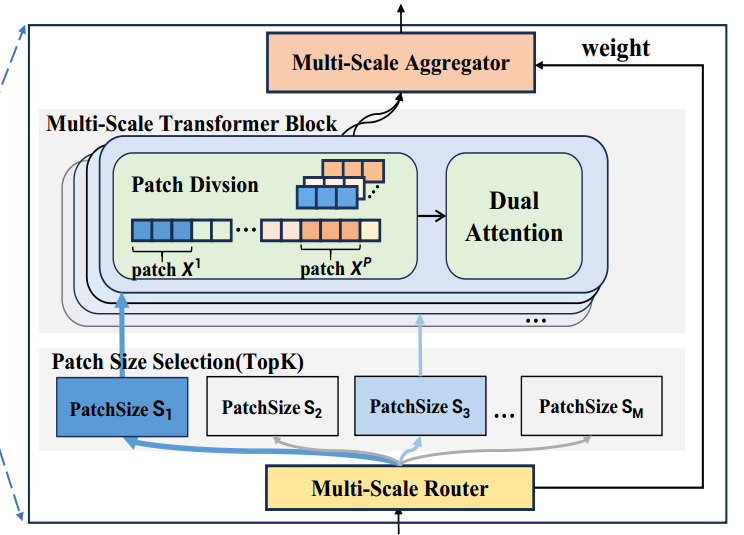 Multi-Scale Aggregator
weight
Multi-Scale Transformer Block
Patch Divsion
Dual
Attention
...
patch X¹
patch Xᴾ
...
Patch Size Selection(TopK)
PatchSize S₁
PatchSize S₂
PatchSize S₃
...
PatchSize Sᴍ
Multi-Scale Router